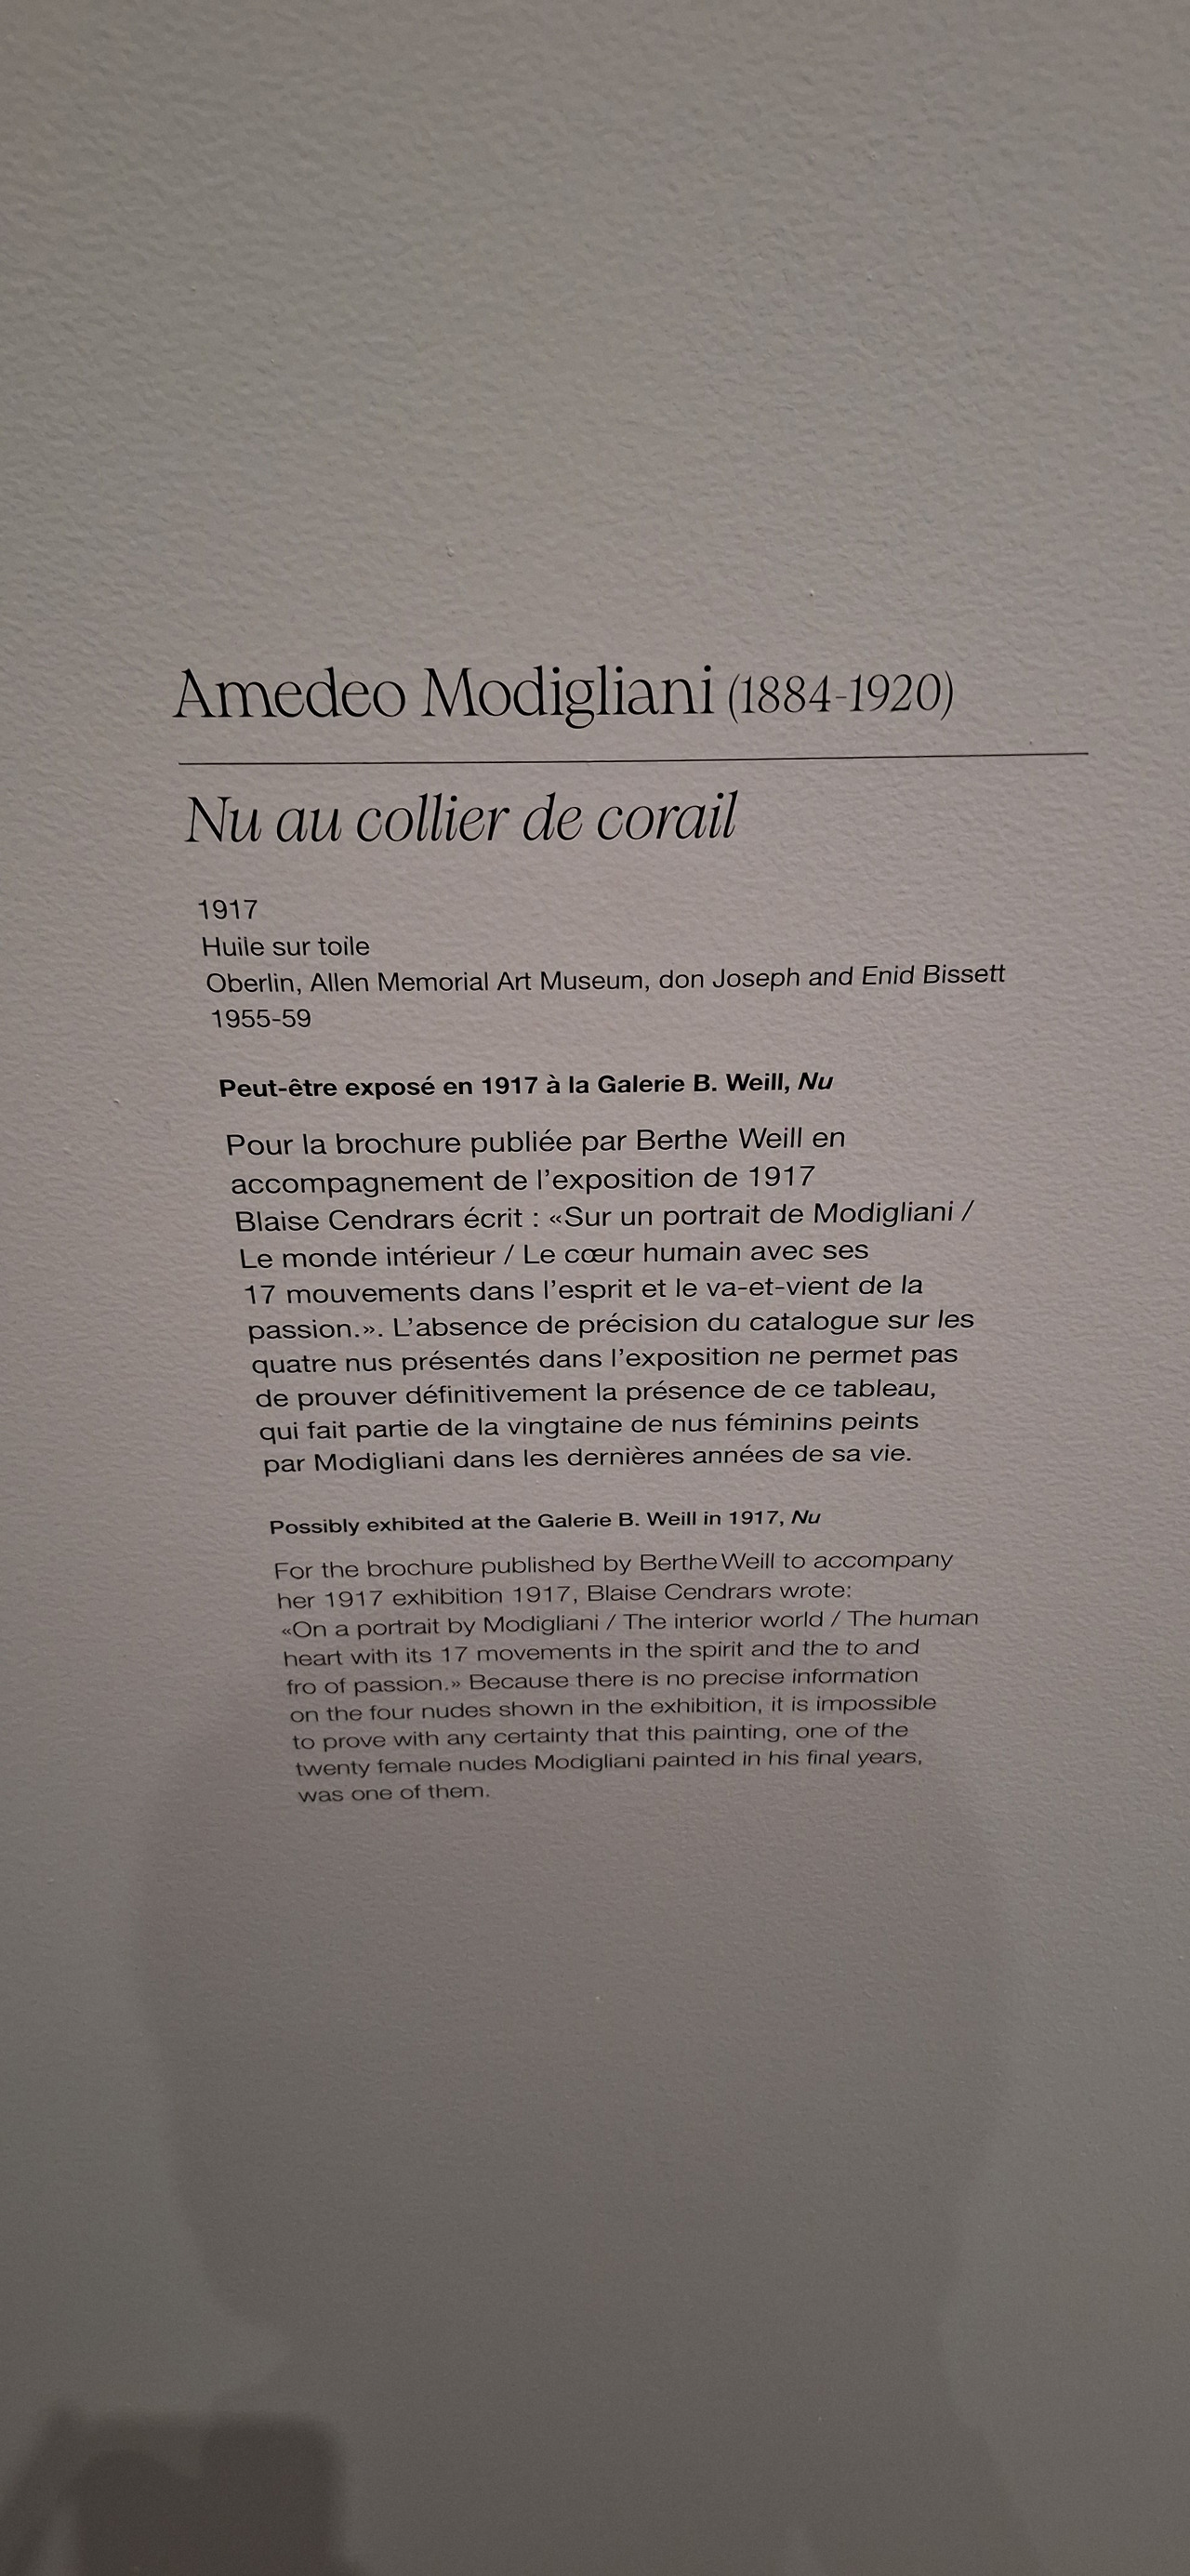 Amedeo Modigliani (1884-1920)
Nu au collier de corail
1917
Huile sur toile
Oberlin, Allen Memorial Art Museum, don Joseph and Enid Bissett
1955-59
Peut-être exposé en 1917 à la Galerie B. Weill, Nu
Pour la brochure publiée par Berthe Weill en
accompagnement de l'exposition de 1917
Blaise Cendrars écrit : «Sur un portrait de Modigliani /
Le monde intérieur / Le cœur humain avec ses
17 mouvements dans l'esprit et le va-et-vient de la
passion.». L'absence de précision du catalogue sur les
quatre nus présentés dans l'exposition ne permet pas
de prouver définitivement la présence de ce tableau,
qui fait partie de la vingtaine de nus féminins peints
par Modigliani dans les dernières années de sa vie.
Possibly exhibited at the Galerie B. Weill in 1917, Nu
For the brochure published by Berthe Weill to accompany
her 1917 exhibition 1917, Blaise Cendrars wrote:
«On a portrait by Modigliani / The interior world / The human
heart with its 17 movements in the spirit and the to and
fro of passion.» Because there is no precise information
on the four nudes shown in the exhibition, it is impossible
to prove with any certainty that this painting, one of the
twenty female nudes Modigliani painted in his final years,
was one of them.